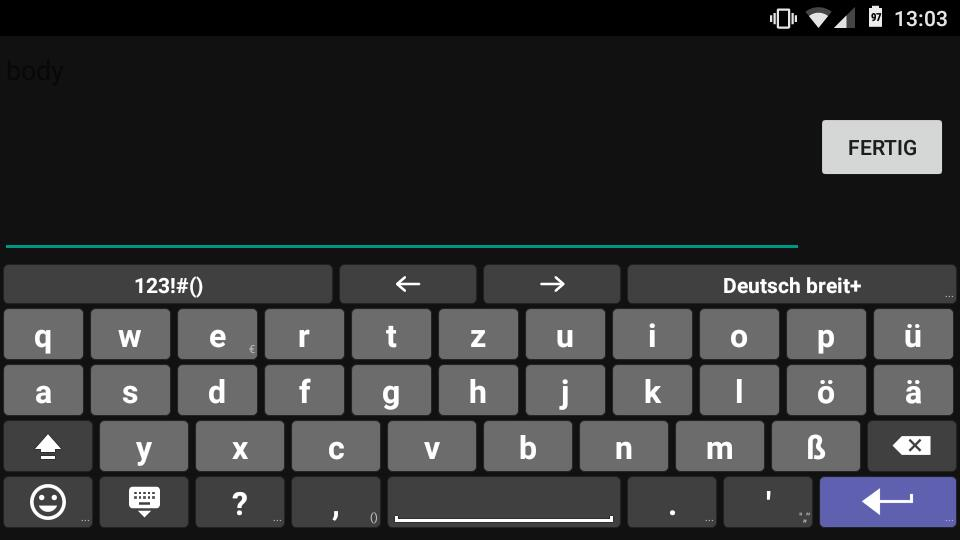 97 13:03
body
FERTIG
123!#() ← → Deutsch breit+ ...
q w e € r t z u i o p ü
a s d f g h j k l ö ä
y x c v b n m ß
... ? ... , () . ... ' ...